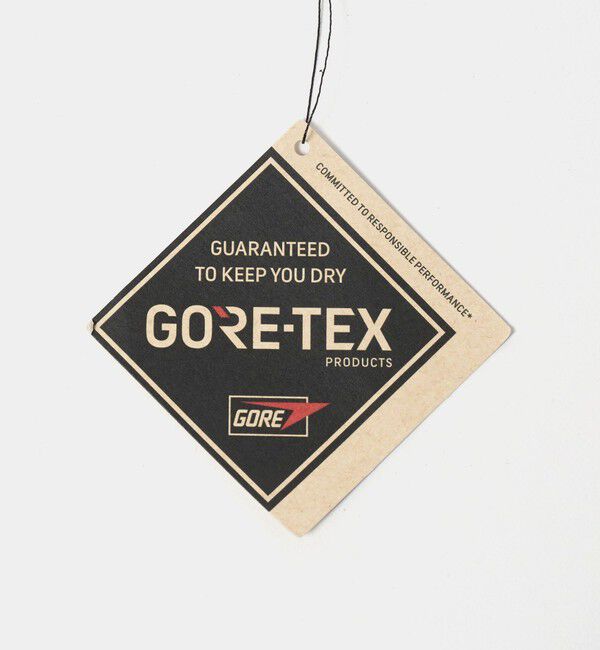 COMMITTED TO RESPONSIBLE PERFORMANCE*
GUARANTEED
TO KEEP YOU DRY
GORE-TEX
PRODUCTS
GORE